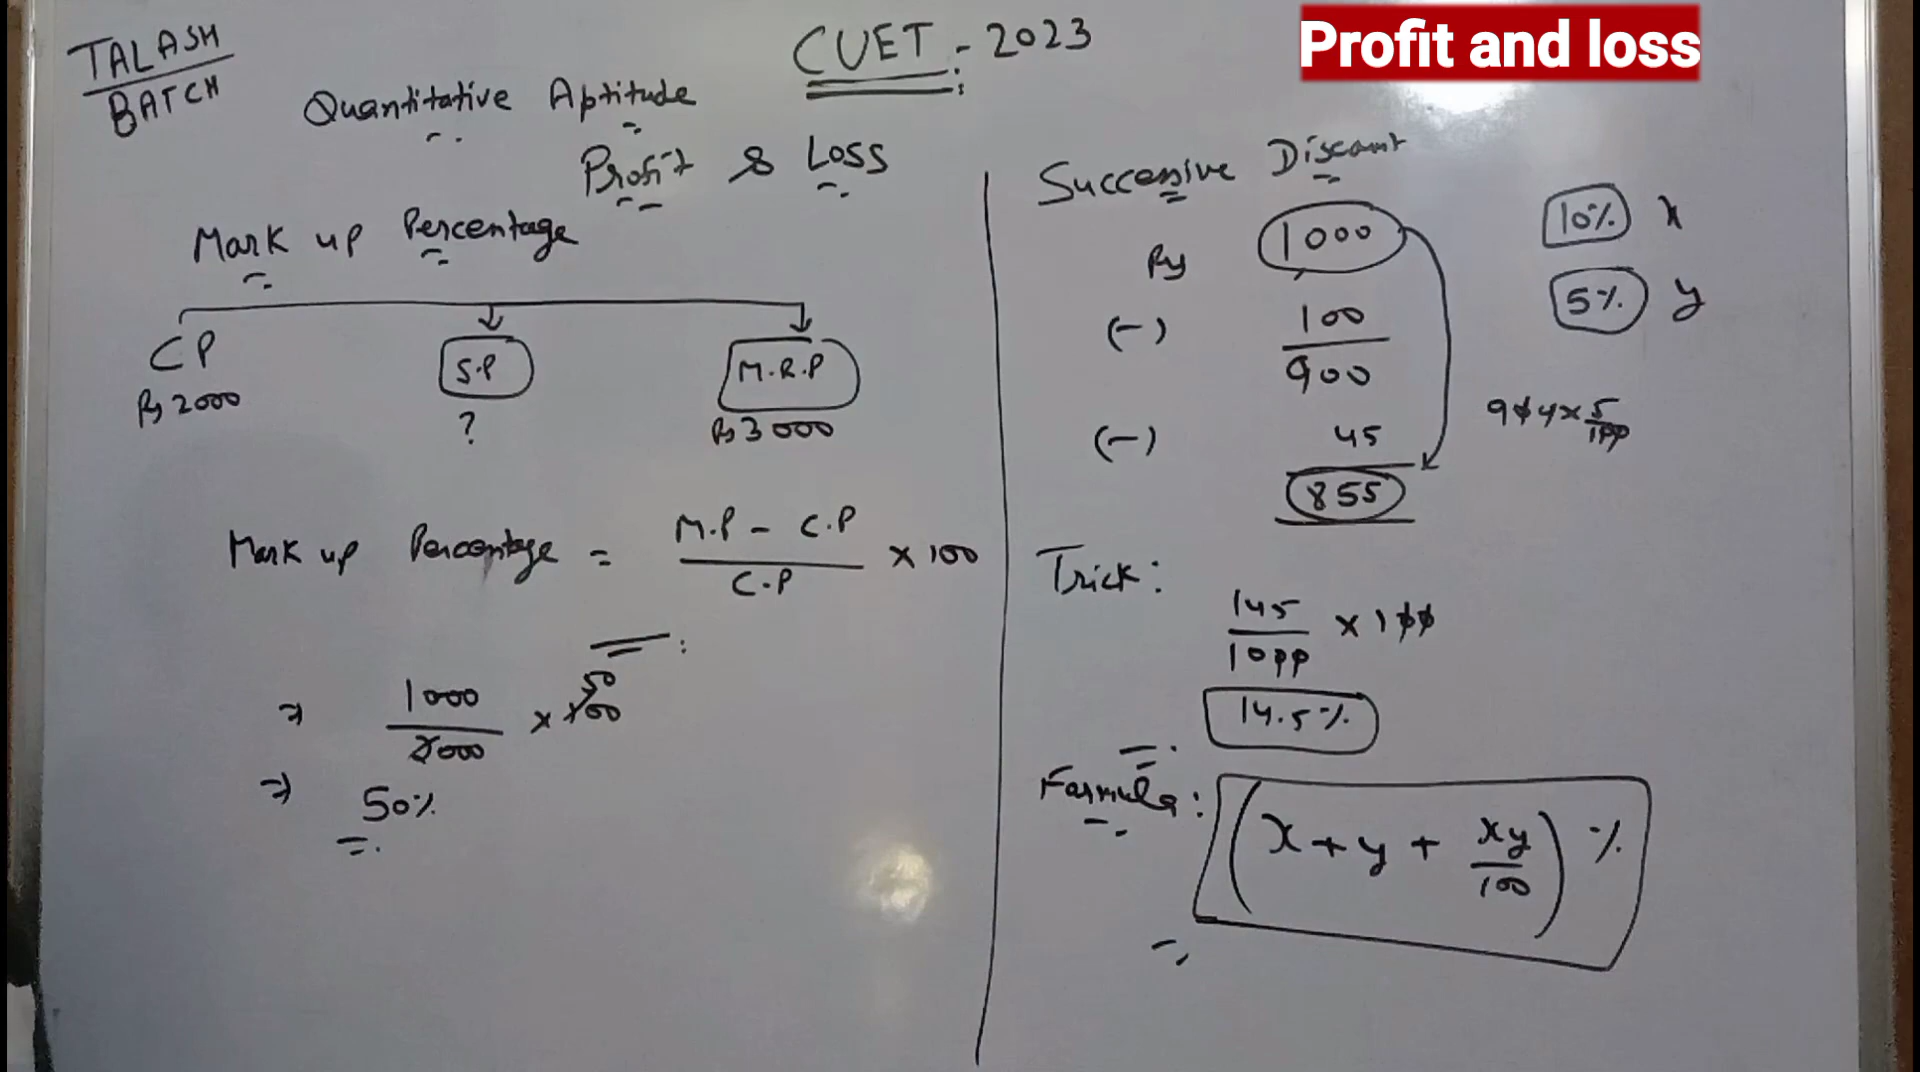 Profit and loss
TALASH
BATCH
CUET - 2023
Quantitative Aptitude
Profit & Loss
Mark up Percentage
CP
Rs 2000
S.P
?
M.R.P
Rs 3000
Mark up Percentage = M.P - C.P / C.P × 100
⇒ 1000 / 2000 × 100 50
⇒ 50%
Successive Discount
Rs 1000
10% x
5% y
(-) 100
900
(-) 45
855
Trick:
145 / 1000 × 100
14.5%
Formula: (x + y + xy/100) %